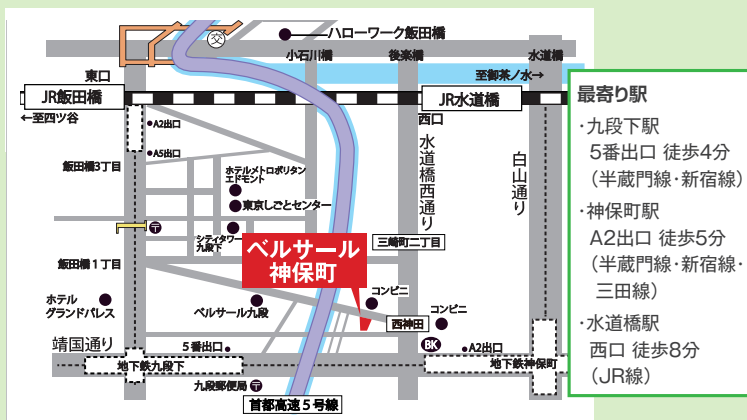 ハローワーク飯田橋
交
小石川橋
後楽橋
水道橋
東口
至御茶ノ水→
JR飯田橋
JR水道橋
←至四ツ谷
西口
A2出口
A5出口
飯田橋3丁目
ホテルメトロポリタン
エドモント
東京しごとセンター
水道橋西通り
白山通り
〒
シティタワー
九段下
三崎町二丁目
ベルサール
神保町
飯田橋1丁目
ホテル
グランドパレス
ベルサール九段
コンビニ
コンビニ
西神田
靖国通り
5番出口
BK
A2出口
地下鉄九段下
地下鉄神保町
九段郵便局
〒
首都高速5号線
最寄り駅
・九段下駅
5番出口 徒歩4分
（半蔵門線・新宿線）
・神保町駅
A2出口 徒歩5分
（半蔵門線・新宿線・
三田線）
・水道橋駅
西口 徒歩8分
（JR線）